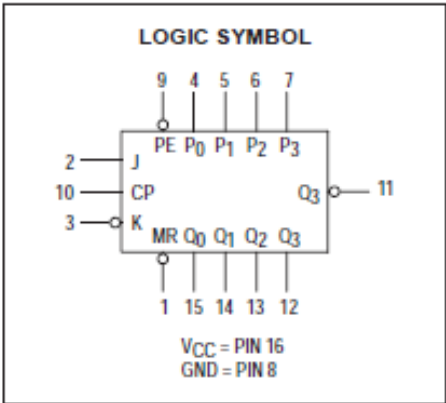 LOGIC SYMBOL
9 4 5 6 7
PE P0 P1 P2 P3
2 J
10 CP
Q3 11
3 K
MR Q0 Q1 Q2 Q3
1 15 14 13 12
VCC = PIN 16
GND = PIN 8